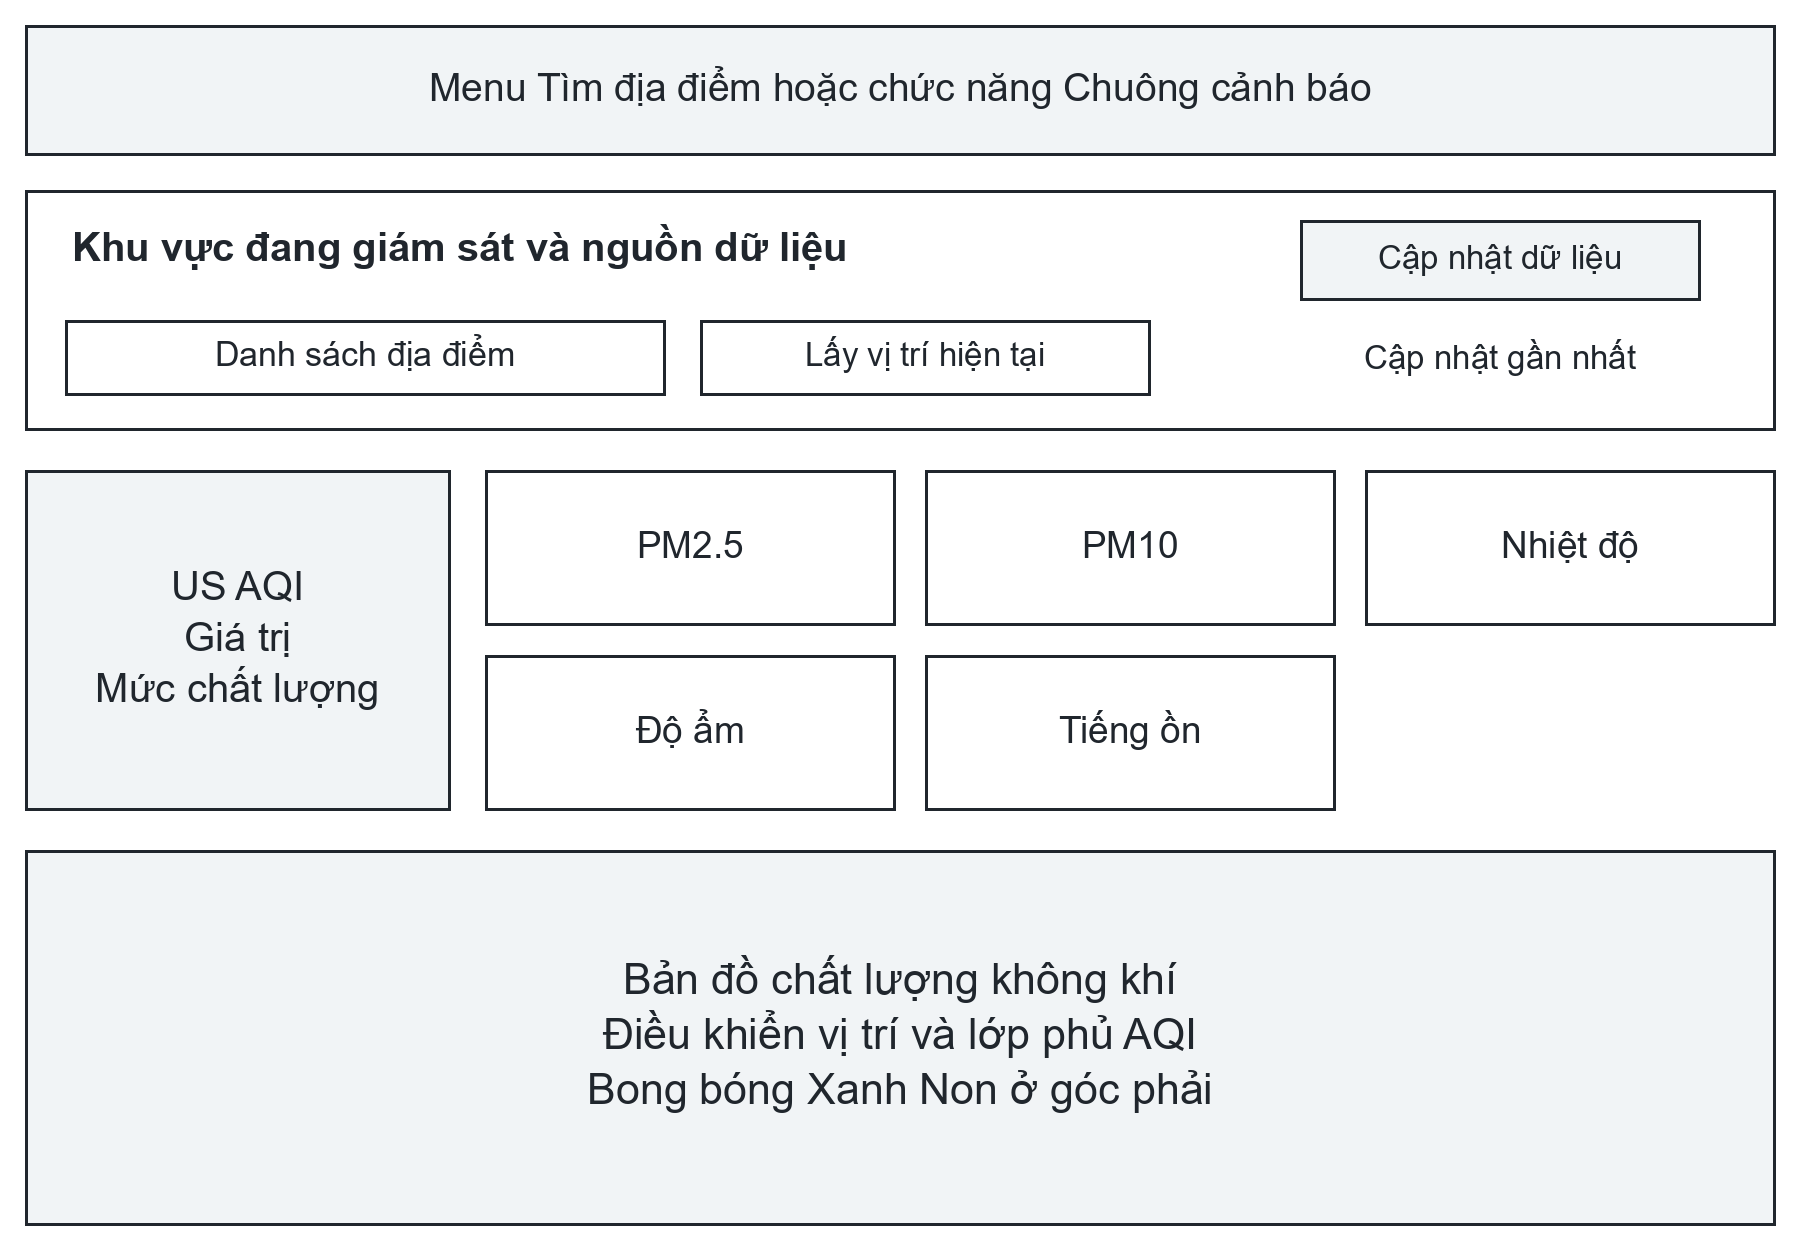 Menu Tìm địa điểm hoặc chức năng Chuông cảnh báo
Khu vực đang giám sát và nguồn dữ liệu
Cập nhật dữ liệu
Danh sách địa điểm
Lấy vị trí hiện tại
Cập nhật gần nhất
US AQI
Giá trị
Mức chất lượng
PM2.5
PM10
Nhiệt độ
Độ ẩm
Tiếng ồn
Bản đồ chất lượng không khí
Điều khiển vị trí và lớp phủ AQI
Bong bóng Xanh Non ở góc phải